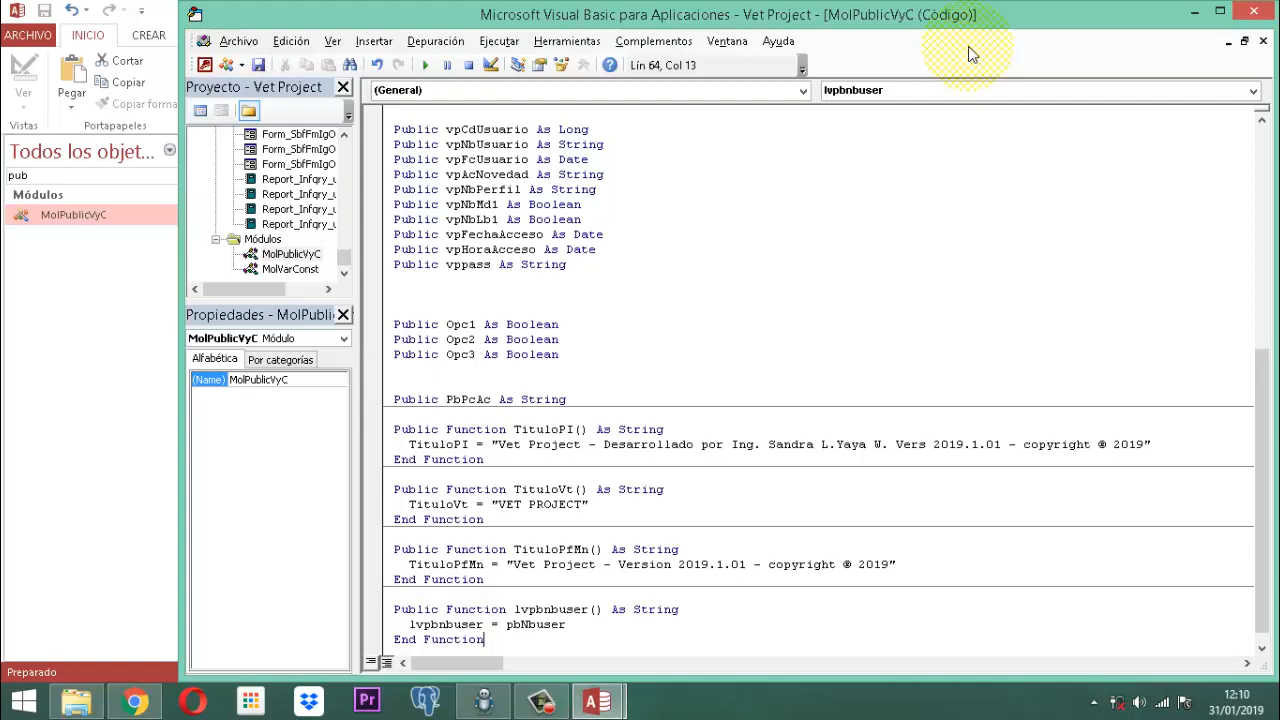 Microsoft Visual Basic para Aplicaciones - Vet Project - [MolPublicVyC (Código)]
ARCHIVO INICIO CREAR
Archivo Edición Ver Insertar Depuración Ejecutar Herramientas Complementos Ventana Ayuda
Cortar
Copiar
Copiar forma
Ver Pegar
Vistas Portapapeles
Lín 64, Col 13
Proyecto - Vet Project
(General) lvpbnbuser
Todos los objet...
pub
Módulos
MolPublicVyC
Form_SbfFmIgO
Form_SbfFmIgO
Form_SbfFmIgO
Report_Infqry_u
Report_Infqry_u
Report_Infqry_u
Report_Infqry_u
Módulos
MolPublicVyC
MolVarConst
Propiedades - MolPubli
MolPublicVyC Módulo
Alfabética Por categorías
(Name) MolPublicVyC
Public vpCdUsuario As Long
Public vpNbUsuario As String
Public vpFcUsuario As Date
Public vpAcNovedad As String
Public vpNbPerfil As String
Public vpNbMd1 As Boolean
Public vpNbLb1 As Boolean
Public vpFechaAcceso As Date
Public vpHoraAcceso As Date
Public vppass As String
Public Opc1 As Boolean
Public Opc2 As Boolean
Public Opc3 As Boolean
Public PbPcAc As String
Public Function TituloPI() As String
TituloPI = "Vet Project - Desarrollado por Ing. Sandra L.Yaya W. Vers 2019.1.01 - copyright ® 2019"
End Function
Public Function TituloVt() As String
TituloVt = "VET PROJECT"
End Function
Public Function TituloPfMn() As String
TituloPfMn = "Vet Project - Version 2019.1.01 - copyright ® 2019"
End Function
Public Function lvpbnbuser() As String
lvpbnbuser = pbNbuser
End Function
Preparado
Pr
12:10
31/01/2019